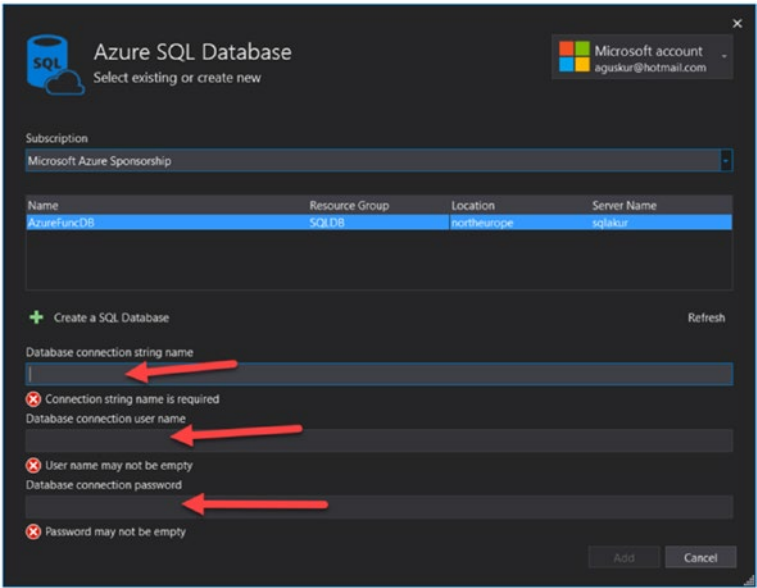 Azure SQL Database
Select existing or create new
Microsoft account
aguskur@hotmail.com
SQL
Subscription
Microsoft Azure Sponsorship
Name Resource Group Location Server Name
AzureFuncDB SQLDB northeurope sqlakur
Create a SQL Database Refresh
Database connection string name
Connection string name is required
Database connection user name
User name may not be empty
Database connection password
Password may not be empty
Add Cancel